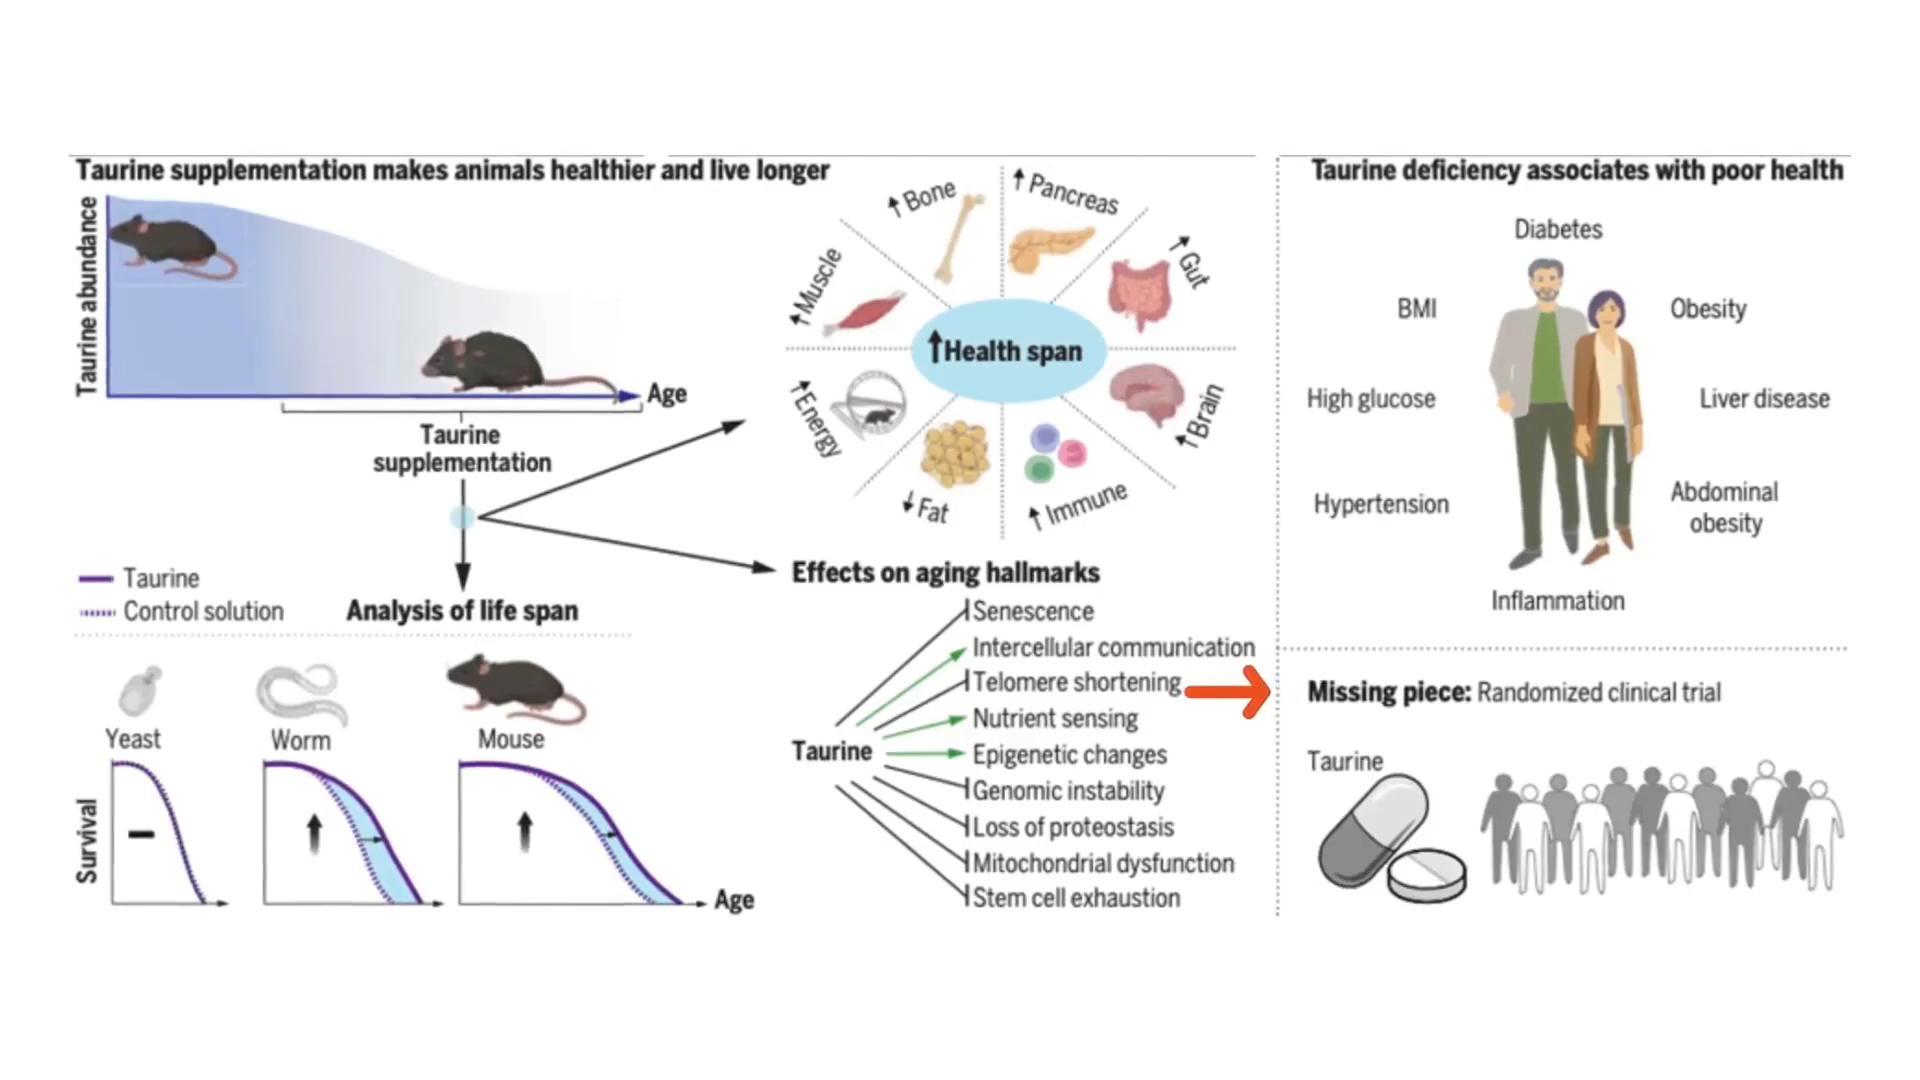 Taurine supplementation makes animals healthier and live longer
Taurine abundance
Age
Taurine
supplementation
Taurine
Control solution
Analysis of life span
Yeast
Worm
Mouse
Survival
Age
↑Bone
↑Pancreas
↑Muscle
↑Gut
↑Health span
↑Energy
↑Brain
↓Fat
↑Immune
Effects on aging hallmarks
Senescence
Intercellular communication
Telomere shortening
Nutrient sensing
Taurine
Epigenetic changes
Genomic instability
Loss of proteostasis
Mitochondrial dysfunction
Stem cell exhaustion
Taurine deficiency associates with poor health
Diabetes
BMI
Obesity
High glucose
Liver disease
Hypertension
Abdominal
obesity
Inflammation
Missing piece: Randomized clinical trial
Taurine